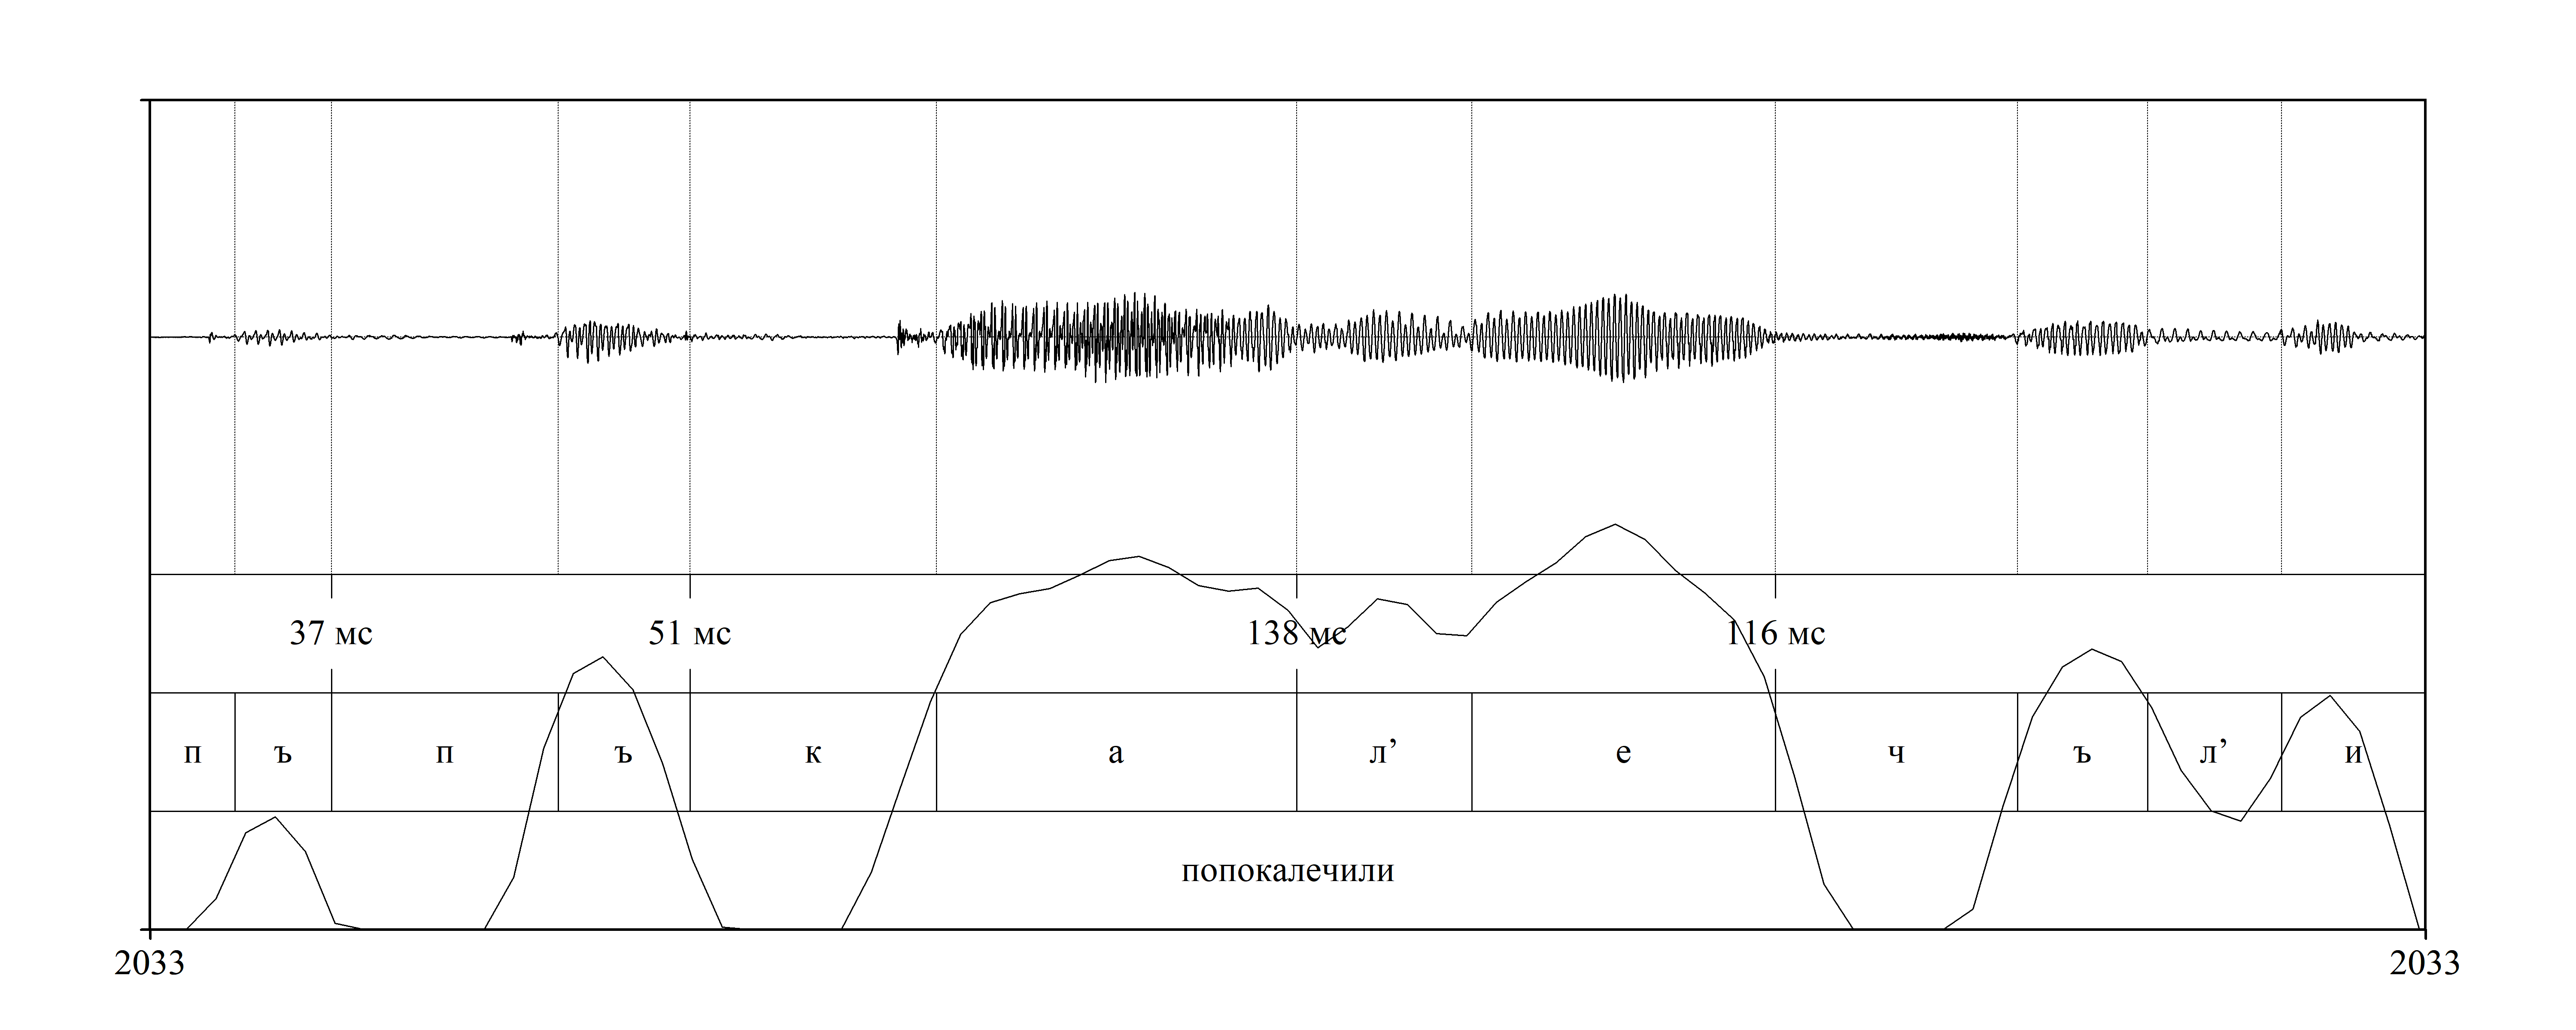 37 мс 51 мс 138 мс 116 мс
п ъ п ъ к а л’ е ч ъ л’ и
попокалечили
2033 2033